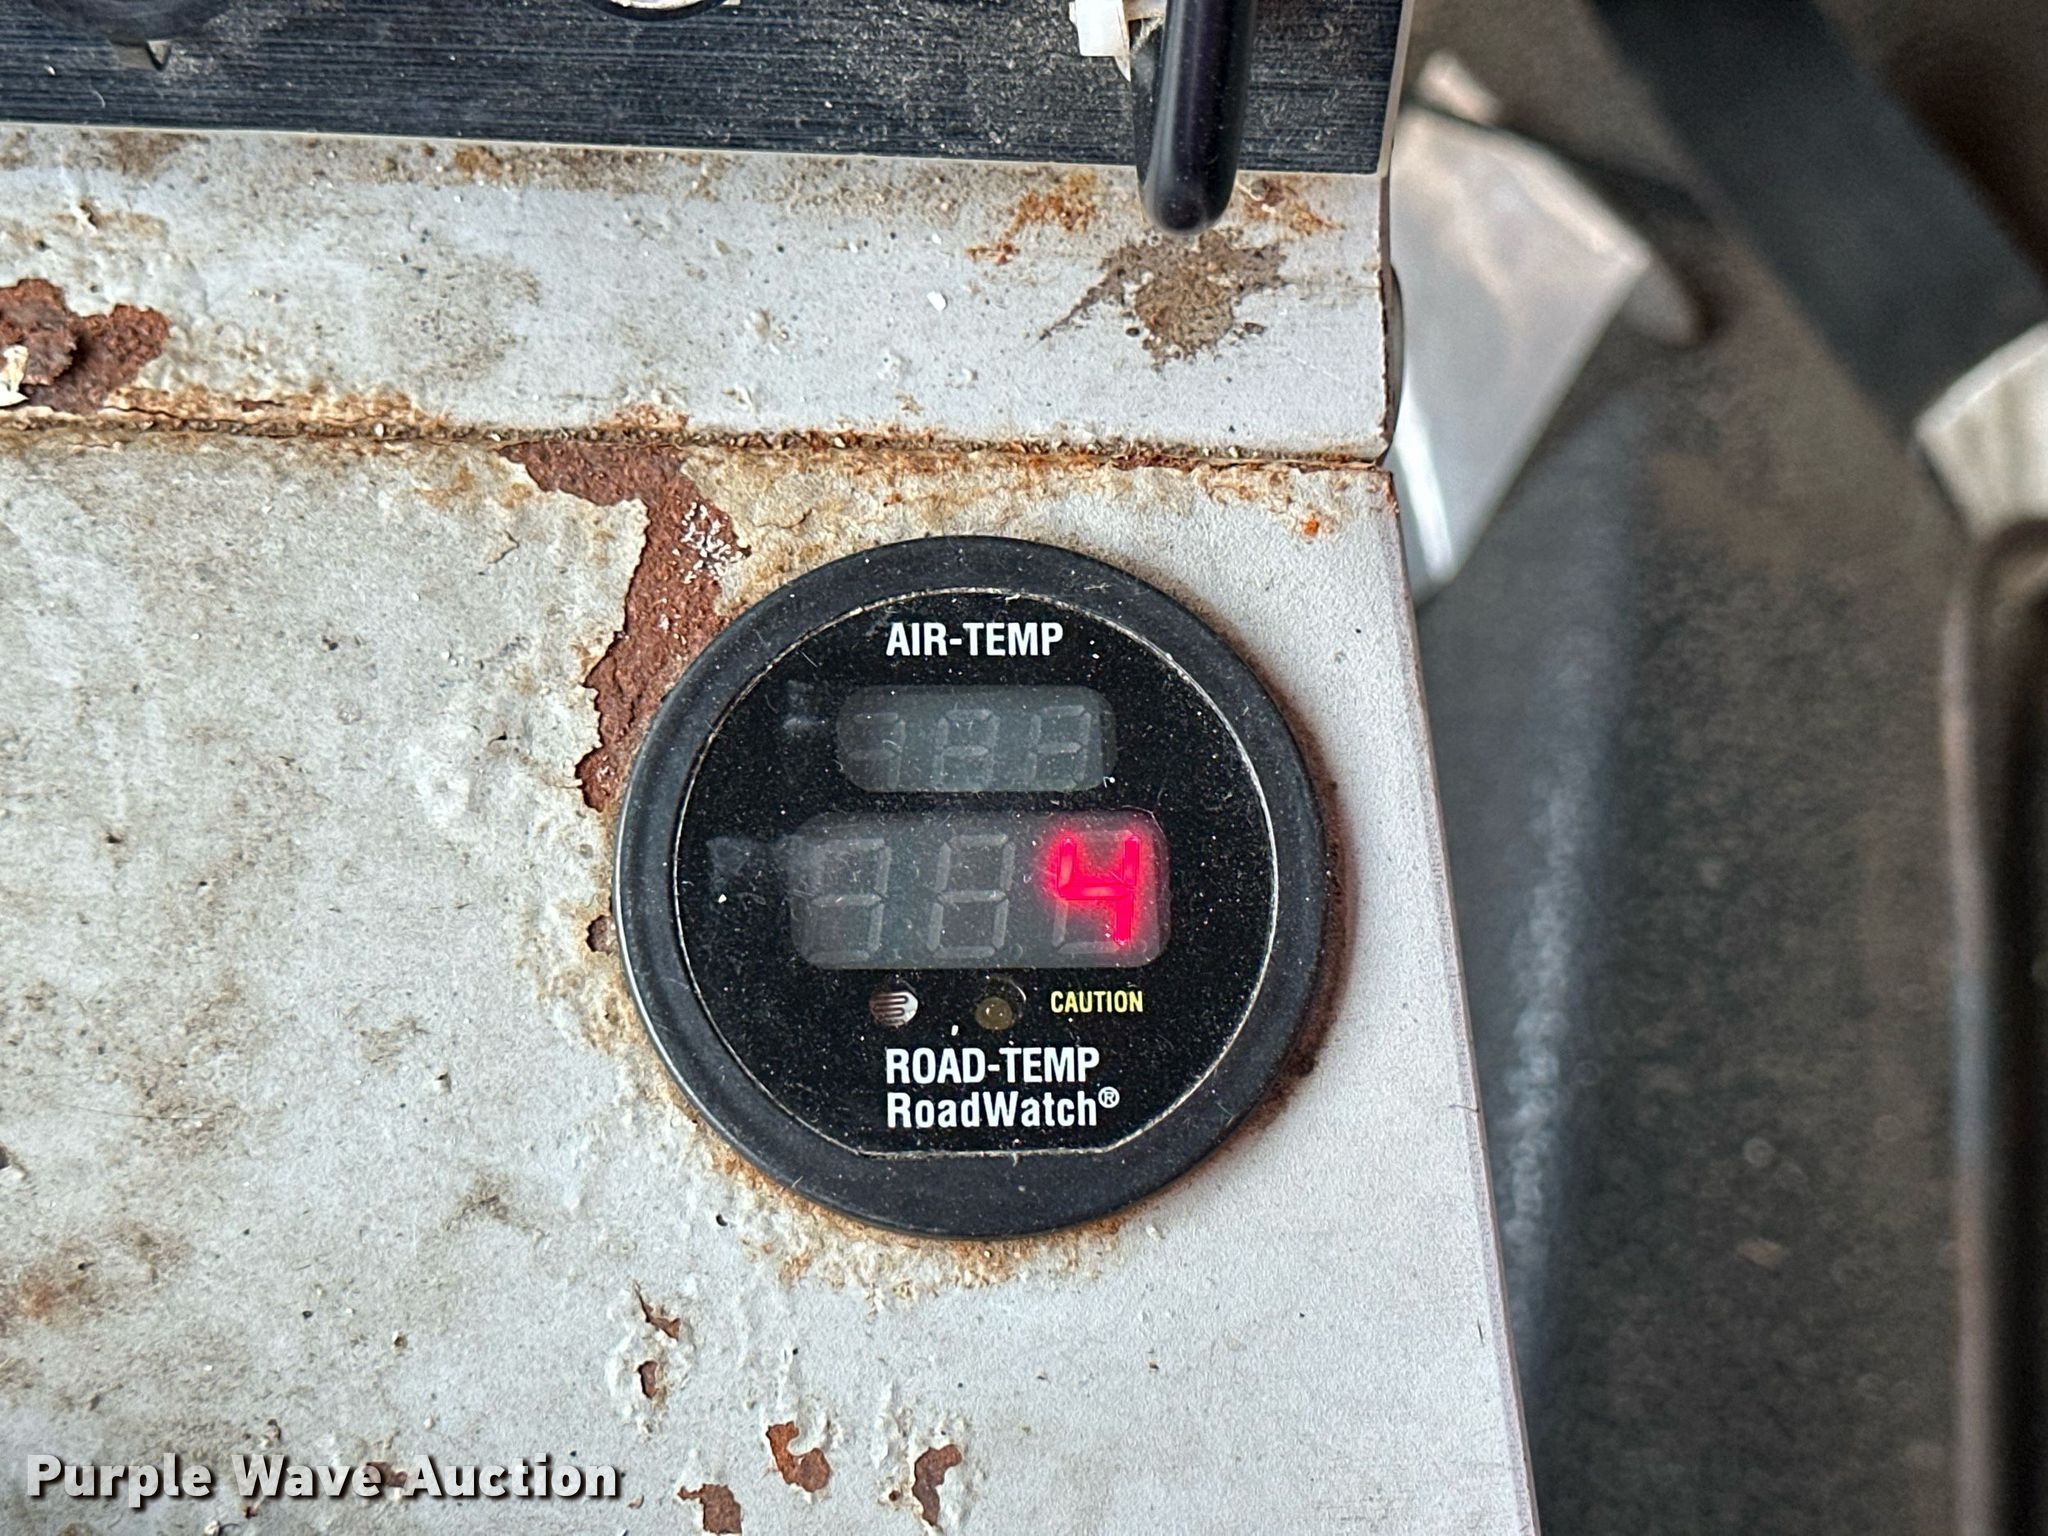 AIR-TEMP
4
CAUTION
ROAD-TEMP
RoadWatch®
Purple Wave Auction